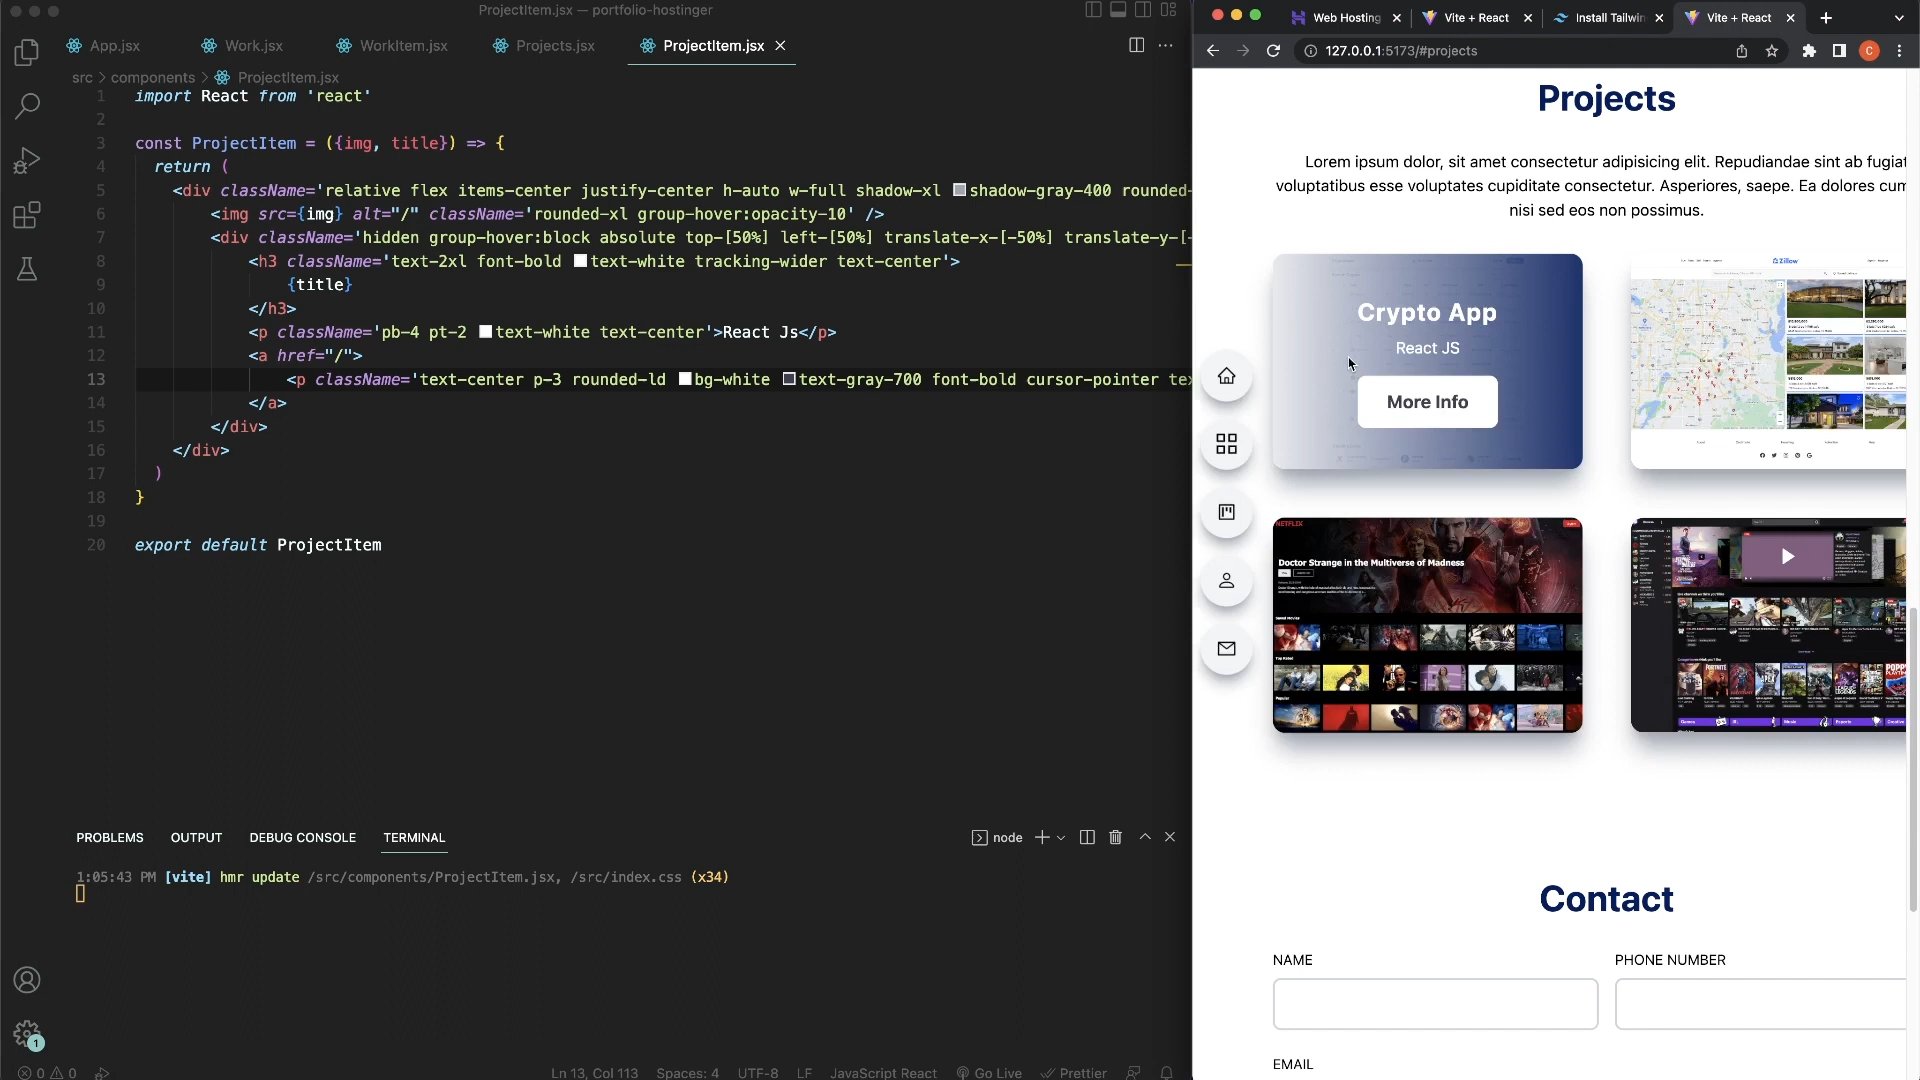 ProjectItem.jsx — portfolio-hostinger
App.jsx
Work.jsx
WorkItem.jsx
Projects.jsx
ProjectItem.jsx
src > components > ProjectItem.jsx
1 import React from 'react'
2
3 const ProjectItem = ({img, title}) => {
4 return (
5 <div className='relative flex items-center justify-center h-auto w-full shadow-xl shadow-gray-400 rounded-
6 <img src={img} alt="/" className='rounded-xl group-hover:opacity-10' />
7 <div className='hidden group-hover:block absolute top-[50%] left-[50%] translate-x-[-50%] translate-y-[-
8 <h3 className='text-2xl font-bold text-white tracking-wider text-center'>
9 {title}
10 </h3>
11 <p className='pb-4 pt-2 text-white text-center'>React Js</p>
12 <a href="/">
13 <p className='text-center p-3 rounded-ld bg-white text-gray-700 font-bold cursor-pointer tex
14 </a>
15 </div>
16 </div>
17 )
18 }
19
20 export default ProjectItem
PROBLEMS OUTPUT DEBUG CONSOLE TERMINAL
node
1:05:43 PM [vite] hmr update /src/components/ProjectItem.jsx, /src/index.css (x34)
1
0 0
Ln 13, Col 113 Spaces: 4 UTF-8 LF JavaScript React Go Live Prettier
Web Hosting
Vite + React
Install Tailwin
Vite + React
127.0.0.1:5173/#projects
C
Projects
Lorem ipsum dolor, sit amet consectetur adipisicing elit. Repudiandae sint ab fugiat
voluptatibus esse voluptates cupiditate consectetur. Asperiores, saepe. Ea dolores cum
nisi sed eos non possimus.
Crypto App
React JS
More Info
Zillow
NETFLIX
Doctor Strange in the Multiverse of Madness
Saved Movies
Top Rated
Popular
Contact
NAME
PHONE NUMBER
EMAIL